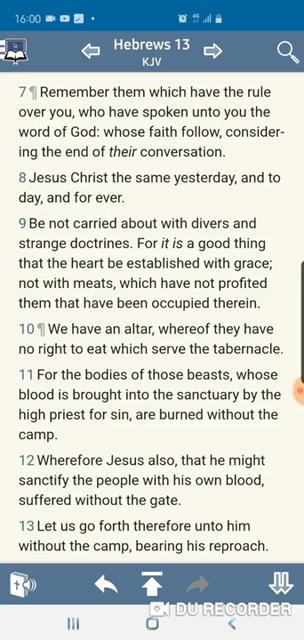 16:00
Hebrews 13
KJV
7 ¶ Remember them which have the rule
over you, who have spoken unto you the
word of God: whose faith follow, consider-
ing the end of their conversation.
8 Jesus Christ the same yesterday, and to
day, and for ever.
9 Be not carried about with divers and
strange doctrines. For it is a good thing
that the heart be established with grace;
not with meats, which have not profited
them that have been occupied therein.
10 ¶ We have an altar, whereof they have
no right to eat which serve the tabernacle.
11 For the bodies of those beasts, whose
blood is brought into the sanctuary by the
high priest for sin, are burned without the
camp.
12 Wherefore Jesus also, that he might
sanctify the people with his own blood,
suffered without the gate.
13 Let us go forth therefore unto him
without the camp, bearing his reproach.
DU RECORDER